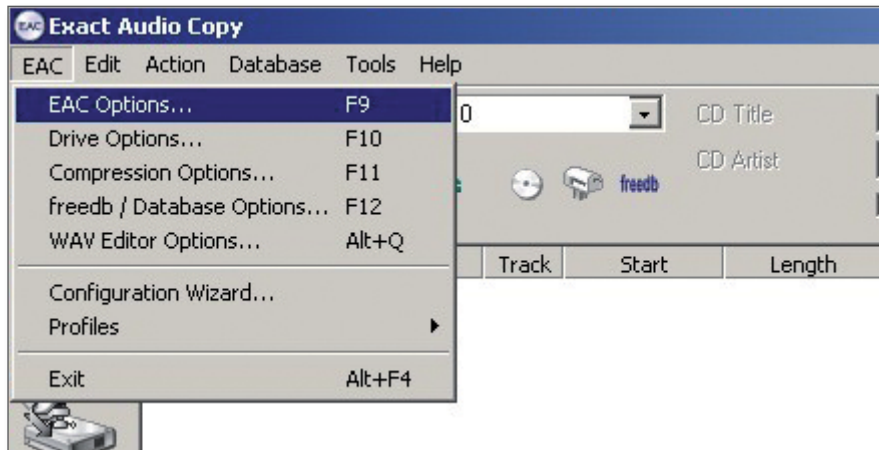 EAC Exact Audio Copy
EAC Edit Action Database Tools Help
EAC Options... F9
Drive Options... F10
Compression Options... F11
freedb / Database Options... F12
WAV Editor Options... Alt+Q
Configuration Wizard...
Profiles
Exit Alt+F4
0
CD Title
CD Artist
freedb
Track Start Length